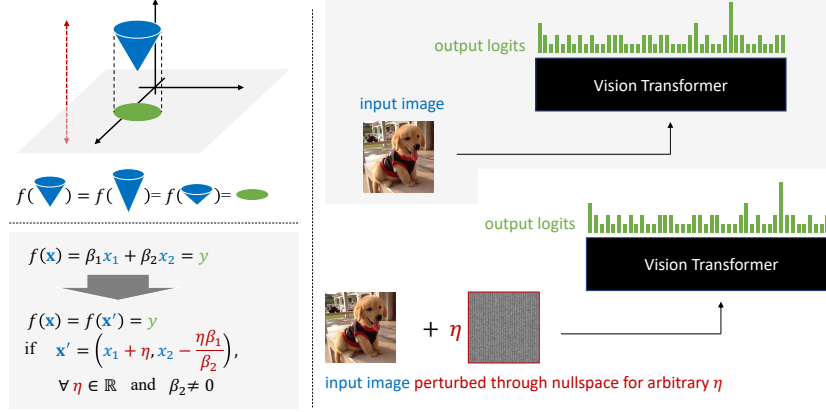 f( ) = f( )= f( )=
f(x) = β₁x₁ + β₂x₂ = y
f(x) = f(x′) = y
if x′ = (x₁ + η, x₂ − ηβ₁/β₂),
∀ η ∈ ℝ and β₂ ≠ 0
output logits
Vision Transformer
input image
output logits
Vision Transformer
+ η
input image perturbed through nullspace for arbitrary η